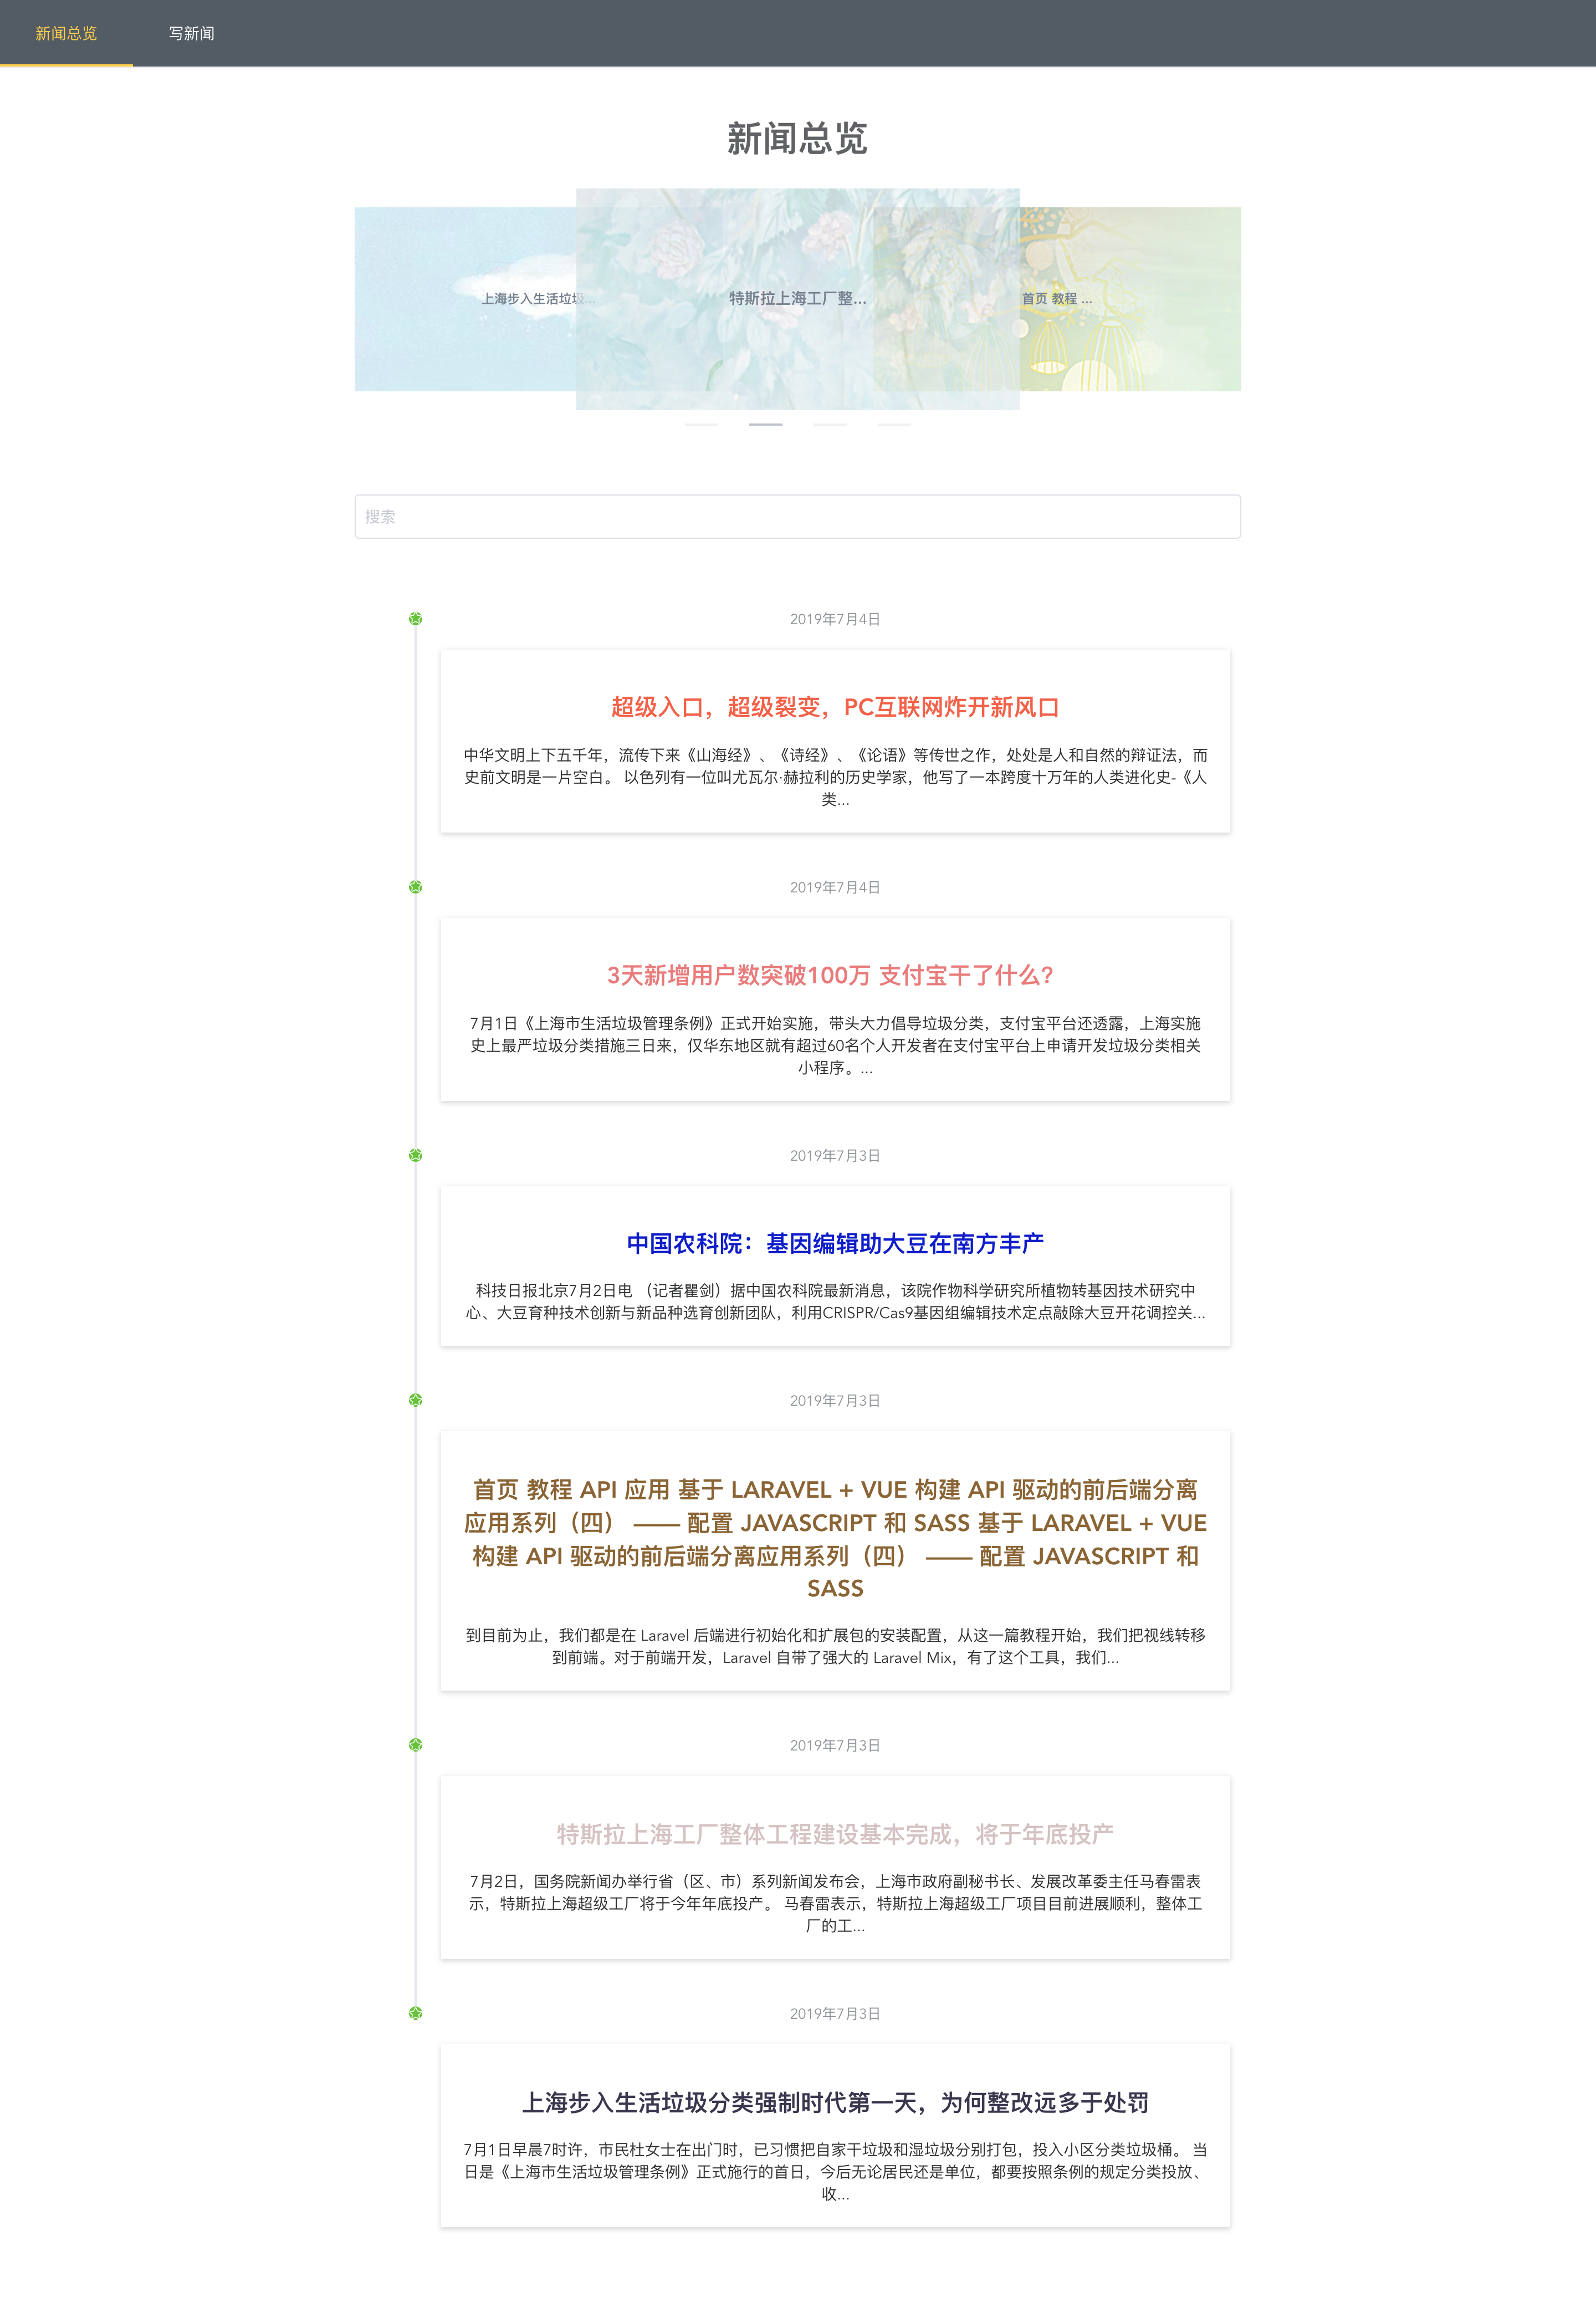 新闻总览
写新闻
新闻总览
上海步入生活垃圾...
特斯拉上海工厂整...
首页 教程 ...
搜索
2019年7月4日
超级入口，超级裂变，PC互联网炸开新风口
中华文明上下五千年，流传下来《山海经》、《诗经》、《论语》等传世之作，处处是人和自然的辩证法，而
史前文明是一片空白。 以色列有一位叫尤瓦尔·赫拉利的历史学家，他写了一本跨度十万年的人类进化史-《人
类...
2019年7月4日
3天新增用户数突破100万 支付宝干了什么?
7月1日《上海市生活垃圾管理条例》正式开始实施，带头大力倡导垃圾分类，支付宝平台还透露，上海实施
史上最严垃圾分类措施三日来，仅华东地区就有超过60名个人开发者在支付宝平台上申请开发垃圾分类相关
小程序。...
2019年7月3日
中国农科院：基因编辑助大豆在南方丰产
科技日报北京7月2日电 （记者瞿剑）据中国农科院最新消息，该院作物科学研究所植物转基因技术研究中
心、大豆育种技术创新与新品种选育创新团队，利用CRISPR/Cas9基因组编辑技术定点敲除大豆开花调控关...
2019年7月3日
首页 教程 API 应用 基于 LARAVEL + VUE 构建 API 驱动的前后端分离
应用系列（四） —— 配置 JAVASCRIPT 和 SASS 基于 LARAVEL + VUE
构建 API 驱动的前后端分离应用系列（四） —— 配置 JAVASCRIPT 和
SASS
到目前为止，我们都是在 Laravel 后端进行初始化和扩展包的安装配置，从这一篇教程开始，我们把视线转移
到前端。对于前端开发，Laravel 自带了强大的 Laravel Mix，有了这个工具，我们...
2019年7月3日
特斯拉上海工厂整体工程建设基本完成，将于年底投产
7月2日，国务院新闻办举行省（区、市）系列新闻发布会，上海市政府副秘书长、发展改革委主任马春雷表
示，特斯拉上海超级工厂将于今年年底投产。 马春雷表示，特斯拉上海超级工厂项目目前进展顺利，整体工
厂的工...
2019年7月3日
上海步入生活垃圾分类强制时代第一天，为何整改远多于处罚
7月1日早晨7时许，市民杜女士在出门时，已习惯把自家干垃圾和湿垃圾分别打包，投入小区分类垃圾桶。 当
日是《上海市生活垃圾管理条例》正式施行的首日，今后无论居民还是单位，都要按照条例的规定分类投放、
收...